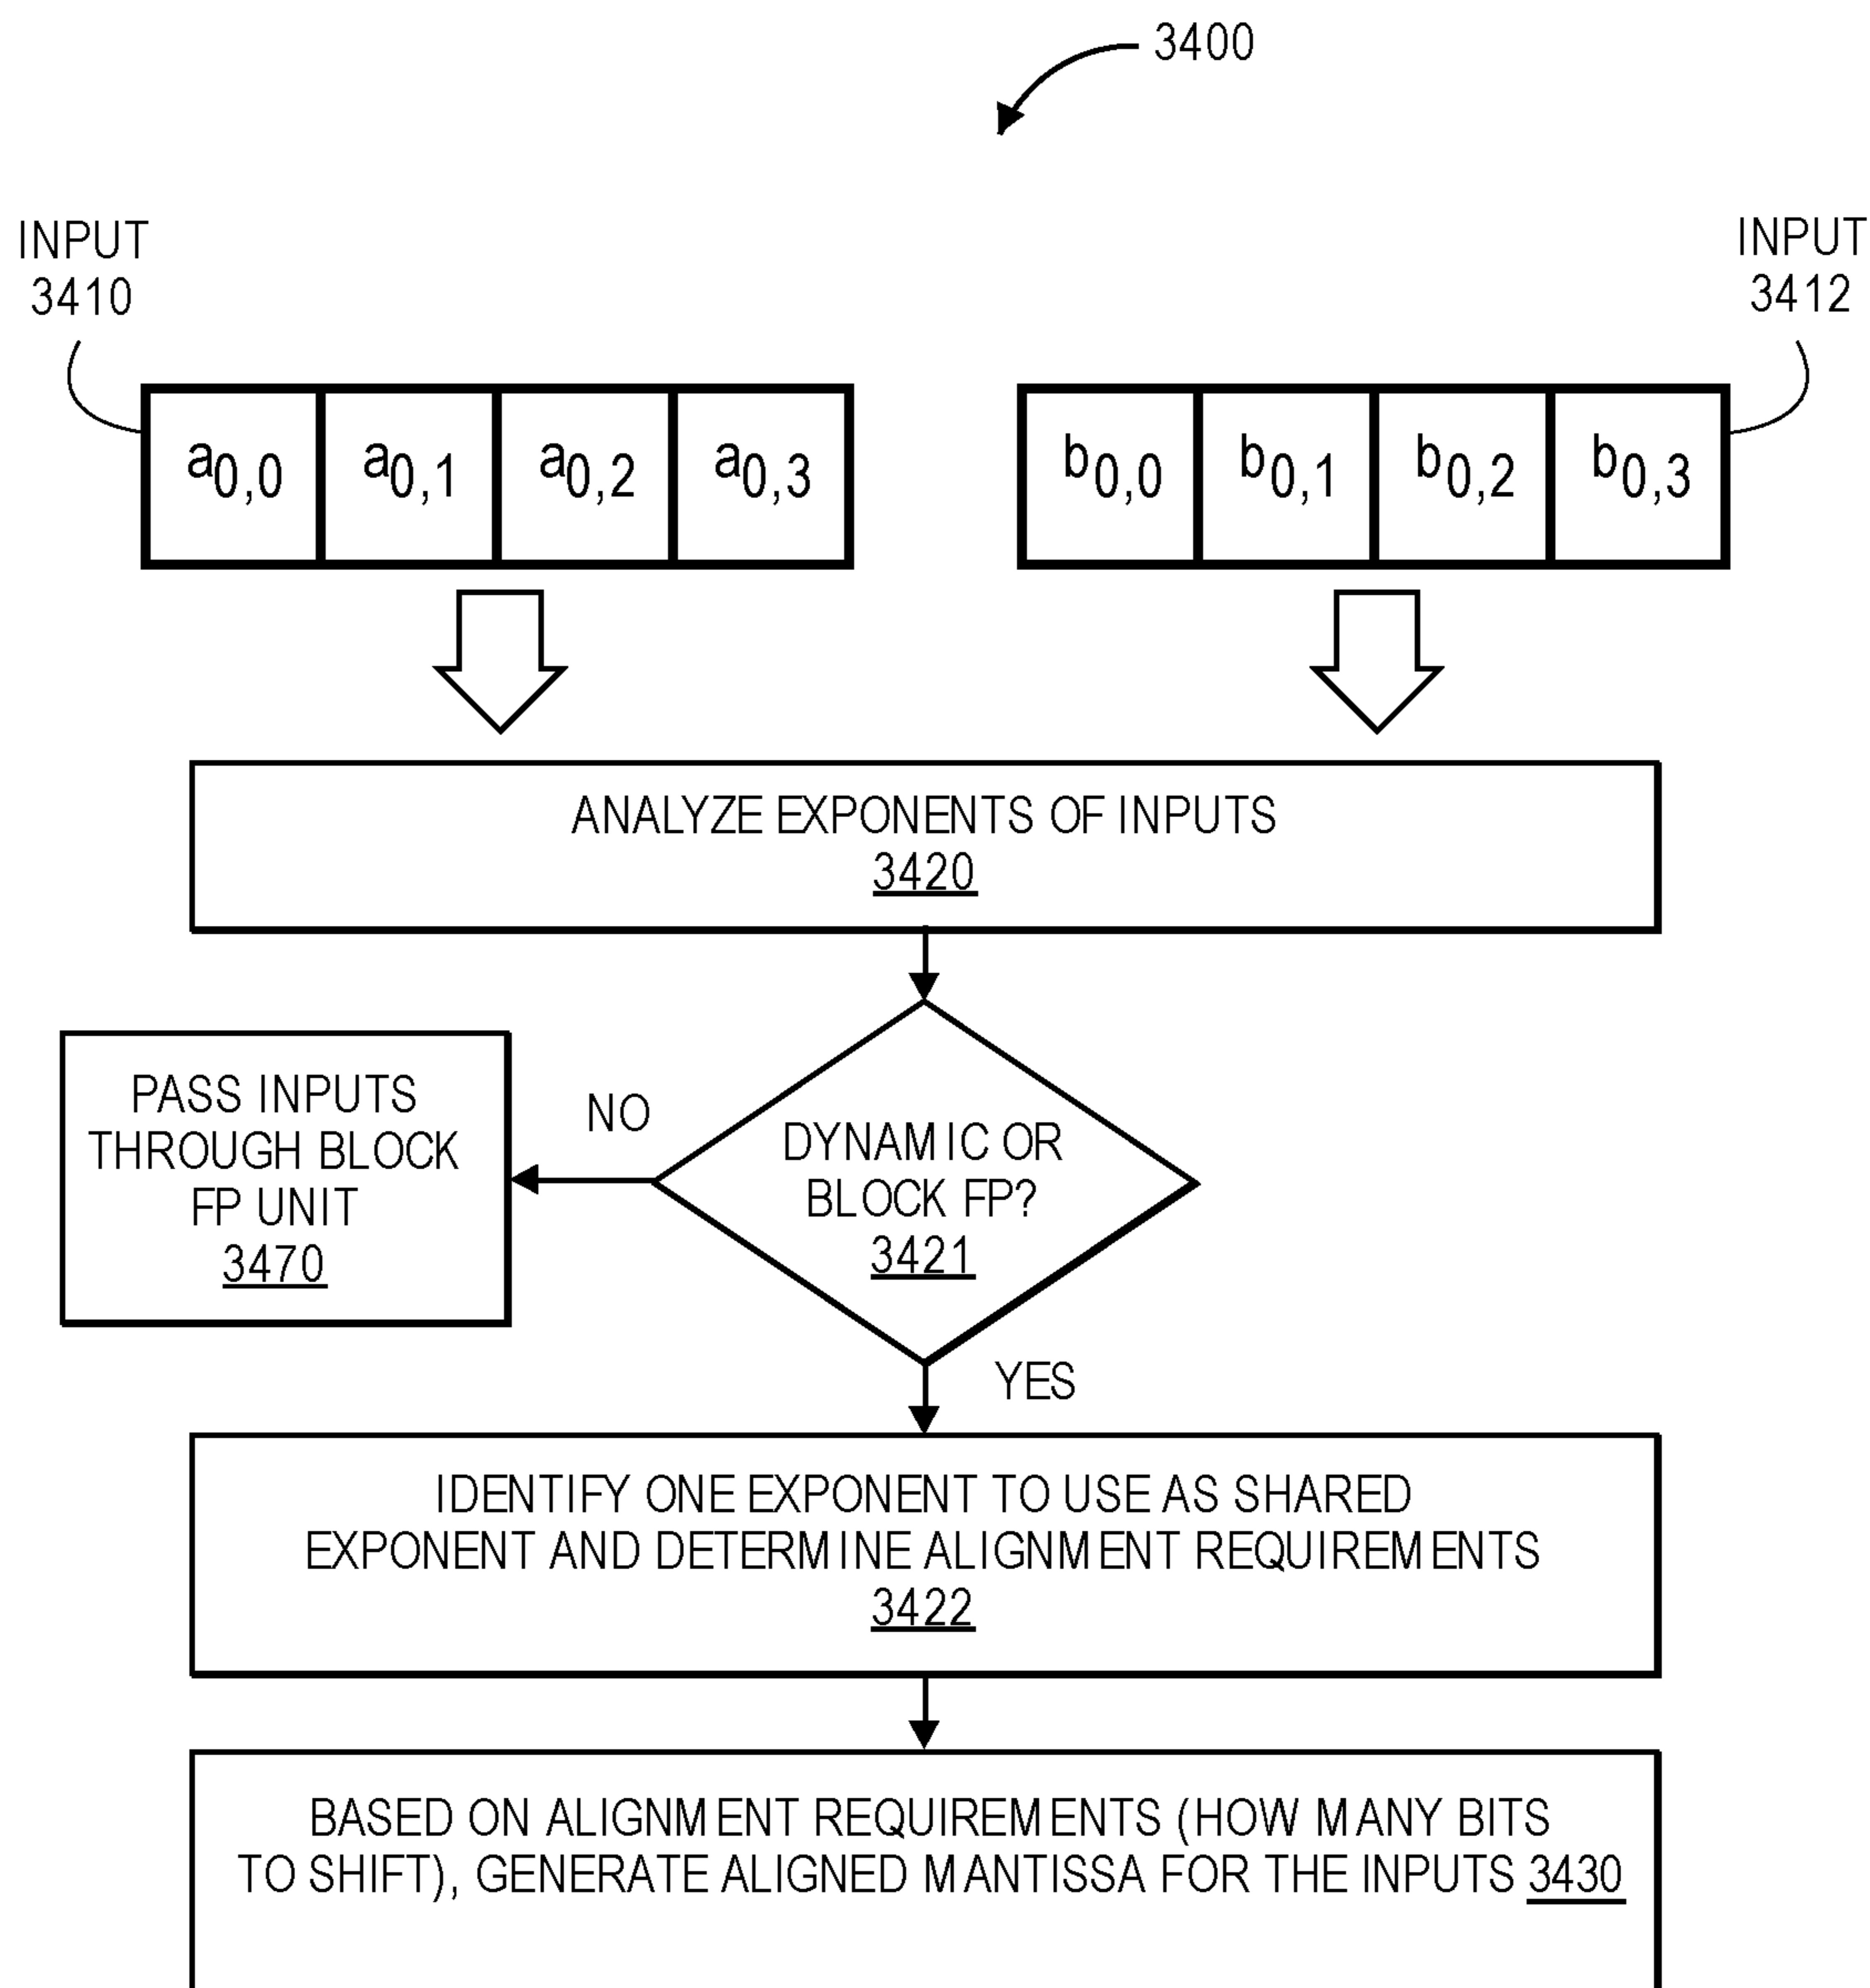 3400
INPUT
3410
INPUT
3412
a0,0 a0,1 a0,2 a0,3
b0,0 b0,1 b0,2 b0,3
ANALYZE EXPONENTS OF INPUTS
3420
PASS INPUTS
THROUGH BLOCK
FP UNIT
3470
NO
DYNAMIC OR
BLOCK FP?
3421
YES
IDENTIFY ONE EXPONENT TO USE AS SHARED
EXPONENT AND DETERMINE ALIGNMENT REQUIREMENTS
3422
BASED ON ALIGNMENT REQUIREMENTS (HOW MANY BITS
TO SHIFT), GENERATE ALIGNED MANTISSA FOR THE INPUTS 3430